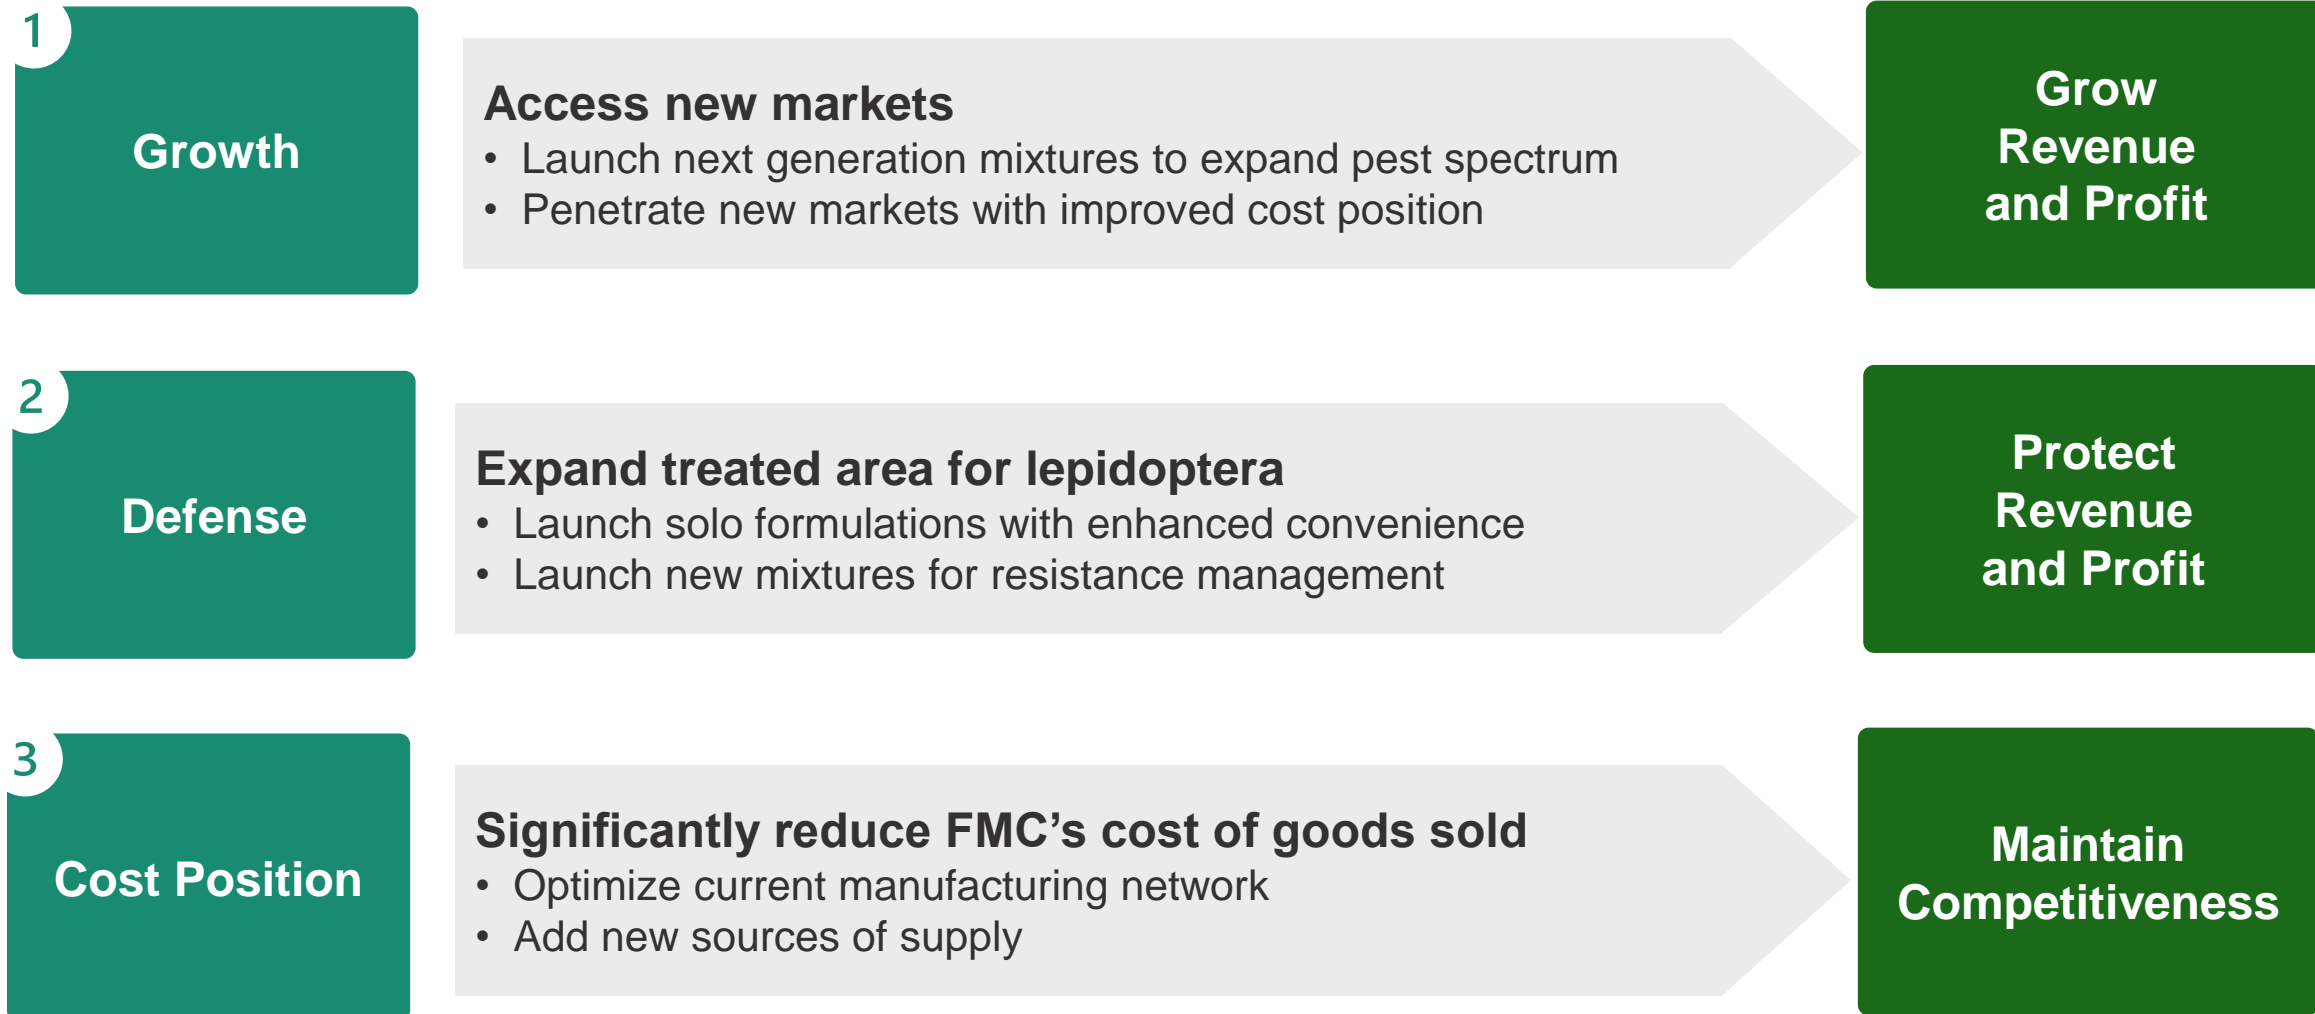 1
Growth
Access new markets
• Launch next generation mixtures to expand pest spectrum
• Penetrate new markets with improved cost position
Grow
Revenue
and Profit
2
Defense
Expand treated area for lepidoptera
• Launch solo formulations with enhanced convenience
• Launch new mixtures for resistance management
Protect
Revenue
and Profit
3
Cost Position
Significantly reduce FMC’s cost of goods sold
• Optimize current manufacturing network
• Add new sources of supply
Maintain
Competitiveness